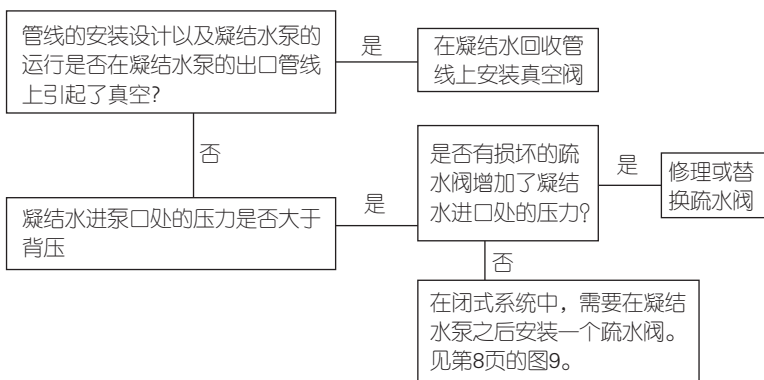 管线的安装设计以及凝结水泵的
运行是否在凝结水泵的出口管线
上引起了真空?
是
在凝结水回收管
线上安装真空阀
否
凝结水进泵口处的压力是否大于
背压
是
是否有损坏的疏
水阀增加了凝结
水进口处的压力?
是
修理或替
换疏水阀
否
在闭式系统中，需要在凝结
水泵之后安装一个疏水阀。
见第8页的图9。